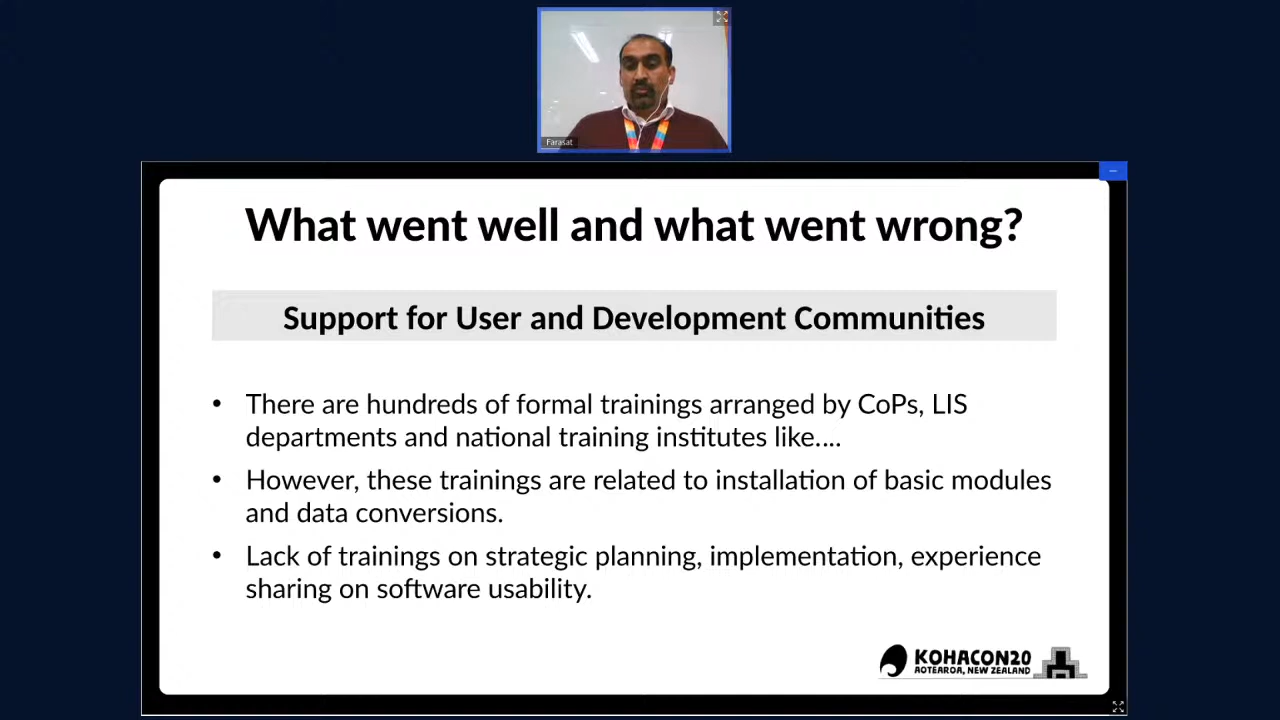 Farasat
What went well and what went wrong?
Support for User and Development Communities
• There are hundreds of formal trainings arranged by CoPs, LIS
departments and national training institutes like....
• However, these trainings are related to installation of basic modules
and data conversions.
• Lack of trainings on strategic planning, implementation, experience
sharing on software usability.
KOHACON20
AOTEAROA, NEW ZEALAND